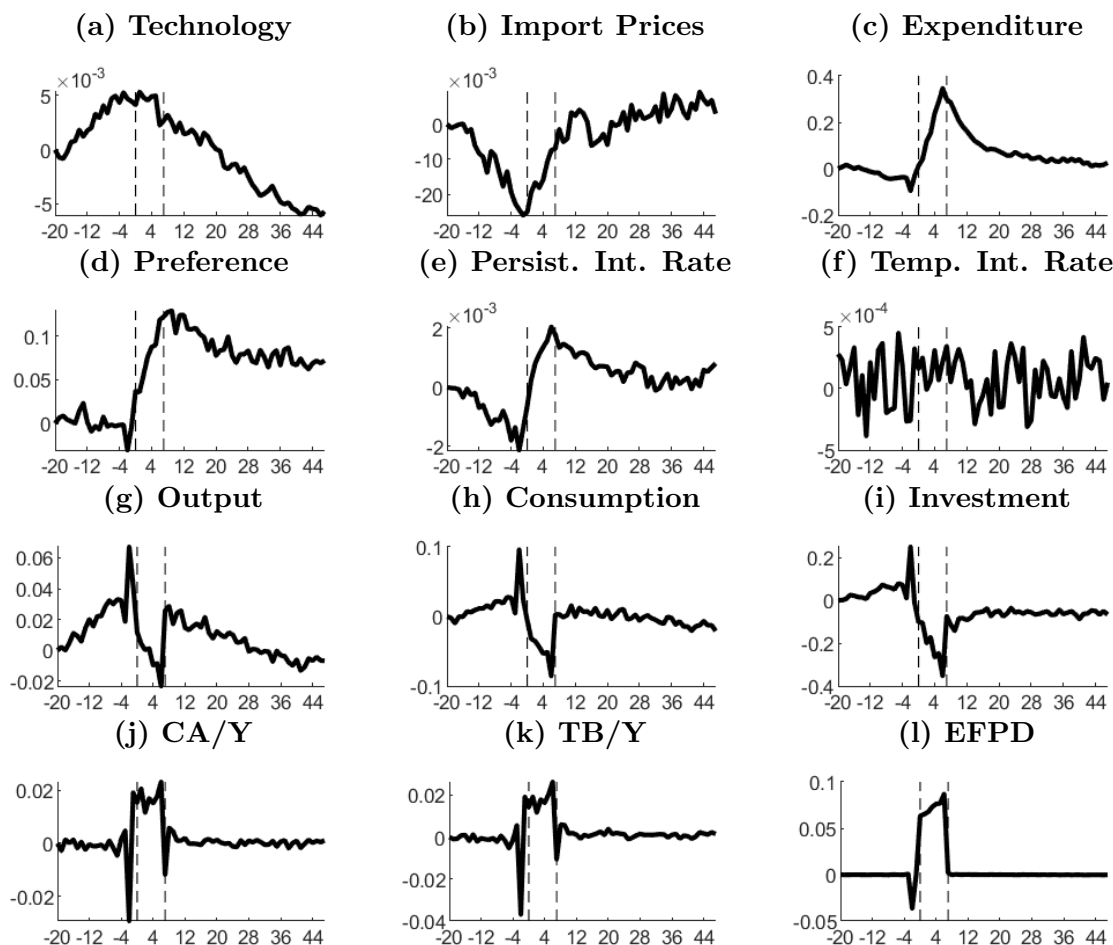 (a) Technology (b) Import Prices (c) Expenditure
×10⁻³ ×10⁻³
5 0 -5
0 -10 -20
0.4 0.2 0 -0.2
-20 -12 -4 4 12 20 28 36 44 -20 -12 -4 4 12 20 28 36 44 -20 -12 -4 4 12 20 28 36 44
(d) Preference (e) Persist. Int. Rate (f) Temp. Int. Rate
×10⁻³ ×10⁻⁴
0.1 0.05 0
2 0 -2
5 0 -5
-20 -12 -4 4 12 20 28 36 44 -20 -12 -4 4 12 20 28 36 44 -20 -12 -4 4 12 20 28 36 44
(g) Output (h) Consumption (i) Investment
0.06 0.04 0.02 0 -0.02
0.1 0 -0.1
0.2 0 -0.2 -0.4
-20 -12 -4 4 12 20 28 36 44 -20 -12 -4 4 12 20 28 36 44 -20 -12 -4 4 12 20 28 36 44
(j) CA/Y (k) TB/Y (l) EFPD
0.02 0 -0.02
0.02 0 -0.02 -0.04
0.1 0.05 0 -0.05
-20 -12 -4 4 12 20 28 36 44 -20 -12 -4 4 12 20 28 36 44 -20 -12 -4 4 12 20 28 36 44